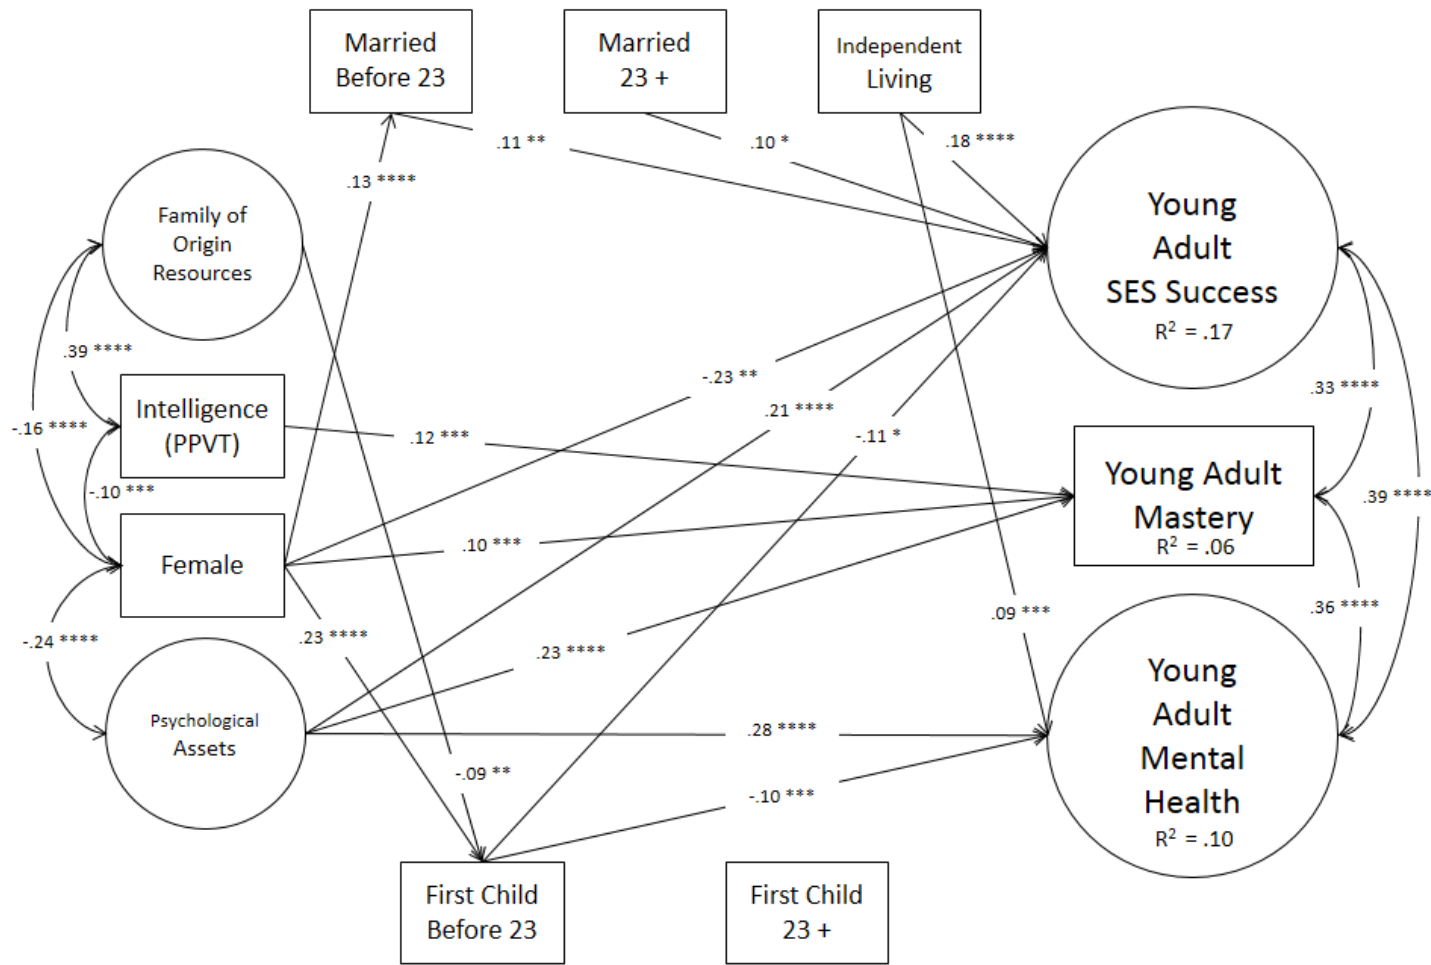 Married
Before 23
Married
23 +
Independent
Living
.11 **
.10 *
.18 ****
.13 ****
Family of
Origin
Resources
Young
Adult
SES Success
R² = .17
.39 ****
Intelligence
(PPVT)
-.16 ****
-.10 ***
.12 ***
-.23 **
.21 ****
-.11 *
.33 ****
Young Adult
Mastery
R² = .06
.39 ****
Female
.10 ***
-.24 ****
.23 ****
.23 ****
.09 ***
.36 ****
Psychological
Assets
.28 ****
-.09 **
-.10 ***
Young
Adult
Mental
Health
R² = .10
First Child
Before 23
First Child
23 +